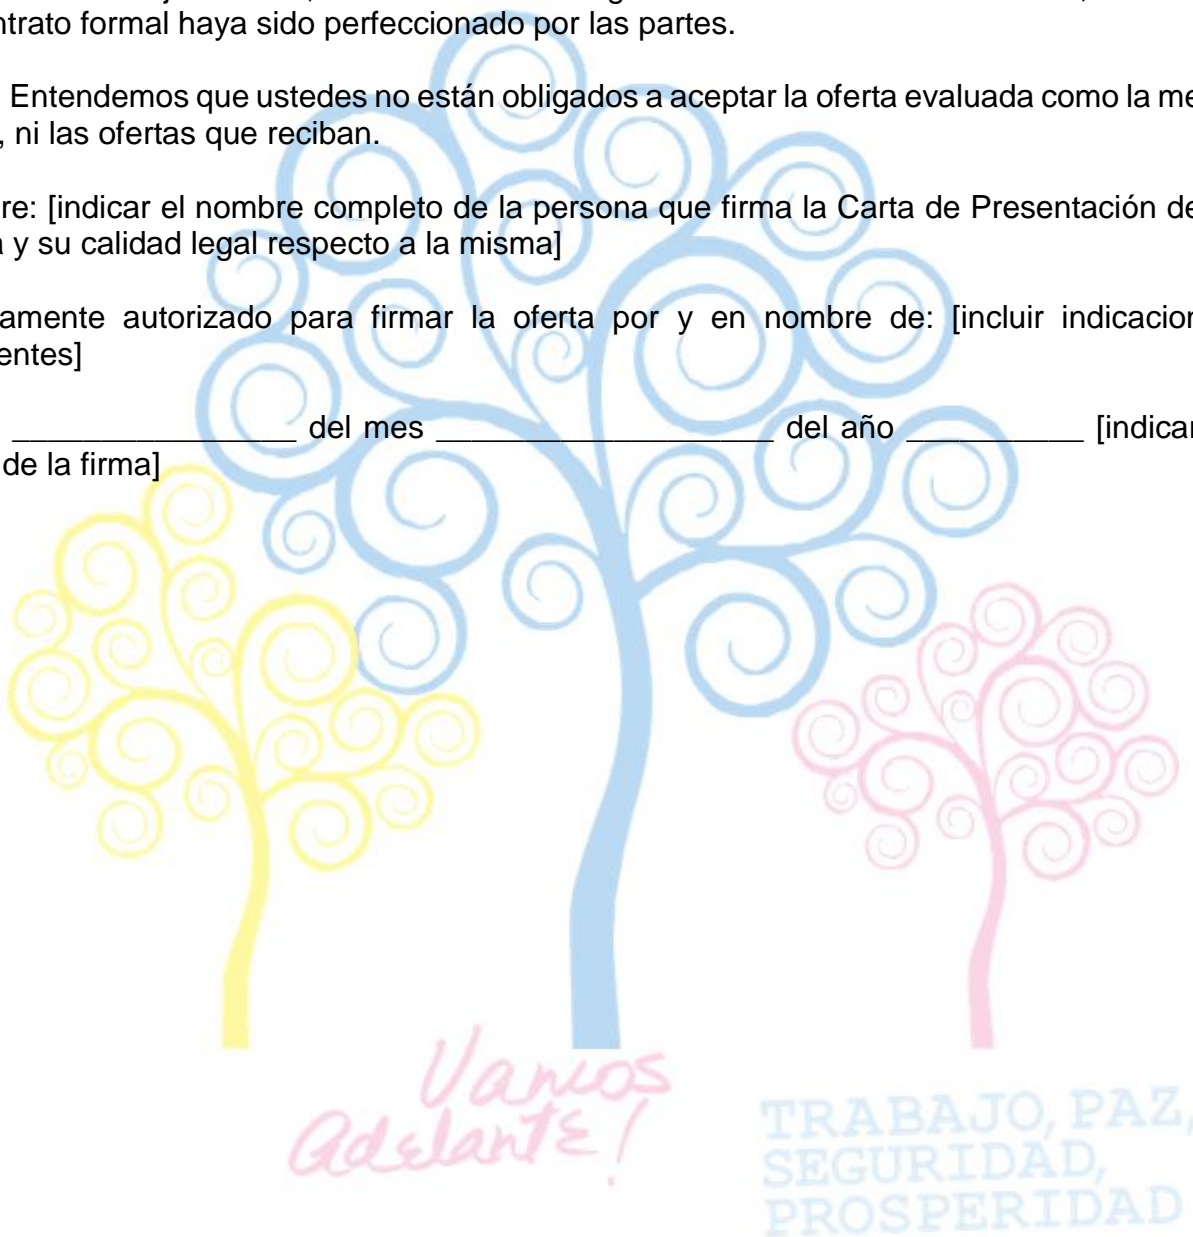 ntrato formal haya sido perfeccionado por las partes.
Entendemos que ustedes no están obligados a aceptar la oferta evaluada como la me
, ni las ofertas que reciban.
re: [indicar el nombre completo de la persona que firma la Carta de Presentación de
a y su calidad legal respecto a la misma]
amente autorizado para firmar la oferta por y en nombre de: [incluir indicacion
entes]
________________ del mes ___________________ del año __________ [indicar
de la firma]
Vamos
adelante!
TRABAJO, PAZ,
SEGURIDAD,
PROSPERIDAD